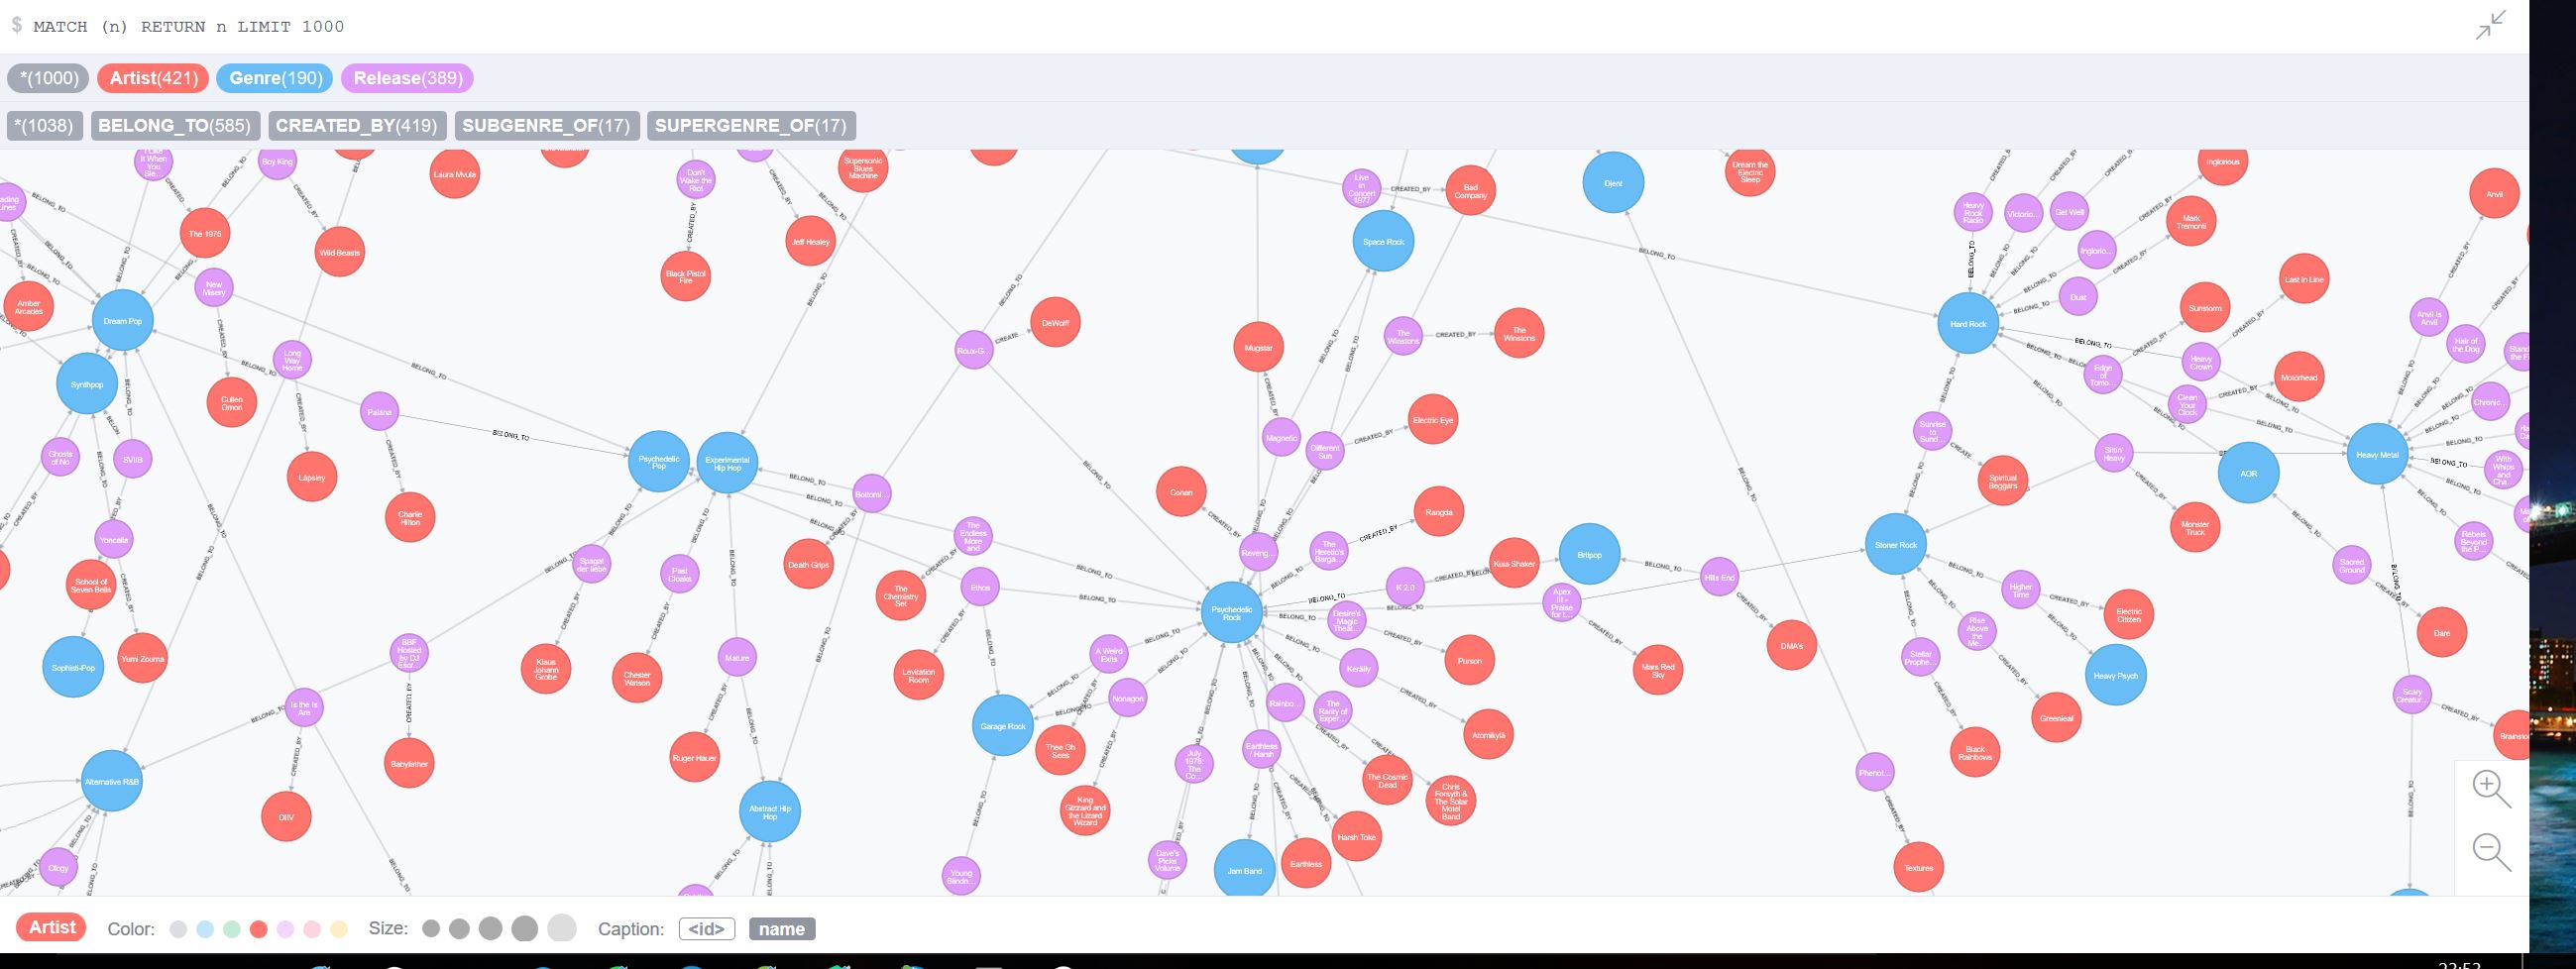 $ MATCH (n) RETURN n LIMIT 1000
*(1000) Artist(421) Genre(190) Release(389)
*(1038) BELONG_TO(585) CREATED_BY(419) SUBGENRE_OF(17) SUPERGENRE_OF(17)
It When
You
Boy King
Laura Mvula
Don't
Wake the
Riot
Supersonic
Blues
Machine
Live
in
Concert
1977
CREATED_BY
Bad
Company
Djent
Dream the
Electric
Sleep
Inglorious
Anvil
The 1975
Wild Beasts
Jeff Healey
Black Pistol
Fire
Space Rock
BELONG_TO
Heavy
Rock
Radio
Victorio...
Get Well
Mark
Tremonti
Inglorio...
Dust
Last in Line
Amber
Arcades
New
Misery
Dream Pop
Long
Way
Home
Synthpop
Cullen
Omori
Palana
BELONG_TO
DeWolff
Roux-G...
Mugstar
The
Winstons
CREATED_BY
The
Winstons
Hard Rock
Sunstorm
Heavy
Crown
Edge
of
Tomo...
Motörhead
Clean
Your
Clock
Anvil Is
Anvil
Hair of
the Dog
Chronic...
Ghosts
of No
SVIIB
Läpsley
Charlie
Hilton
Psychedelic
Pop
Experimental
Hip Hop
Bottoml...
Conan
Magnetic
Different
Sun
CREATED_BY
Electric Eye
Rangda
Sunrise
to
Sund...
Spiritual
Beggars
Sittin'
Heavy
Monster
Truck
AOR
Heavy Metal
With
Whips
and
Cha...
Yoncalla
School of
Seven Bells
Yumi Zouma
Sophisti-Pop
Spagat
der liebe
Past
Cloaks
Death Grips
The
Endless
More
and
The
Chemistry
Set
Ethos
Reveng...
The
Heretic's
Barga...
K 2.0
Kula Shaker
Britpop
Apex
III -
Praise
for t...
Hills End
Stoner Rock
Higher
Time
Sacred
Ground
Rebels
Beyond
the P...
BBF
Hosted
by DJ
Escr...
Klaus
Johann
Grobe
Chester
Watson
Mature
Levitation
Room
Psychedelic
Rock
Desire's
Magic
Theat...
A Weird
Exits
Keräily
Purson
Mars Red
Sky
DMA's
Electric
Citizen
Rise
Above
the
Me...
Stellar
Prophe...
Heavy Psych
Dare
Is the Is
Are
Babyfather
Ruger Hauer
Nonagon
Garage Rock
Thee Oh
Sees
Rainbo...
The
Rarity of
Exper...
Atomikylä
Greenleaf
Black
Rainbows
Scary
Creatur...
Alternative R&B
DIIV
Abstract Hip
Hop
King
Gizzard and
the Lizard
Wizard
July
1978:
The
Co...
Earthless
/ Harsh
The Cosmic
Dead
Chris
Forsyth &
The Solar
Motel
Band
Phenot...
Ology
Young
Blindn...
Dave's
Picks
Volume
Jam Band
Earthless
Harsh Toke
Textures
Artist Color: Size: Caption: <id> name